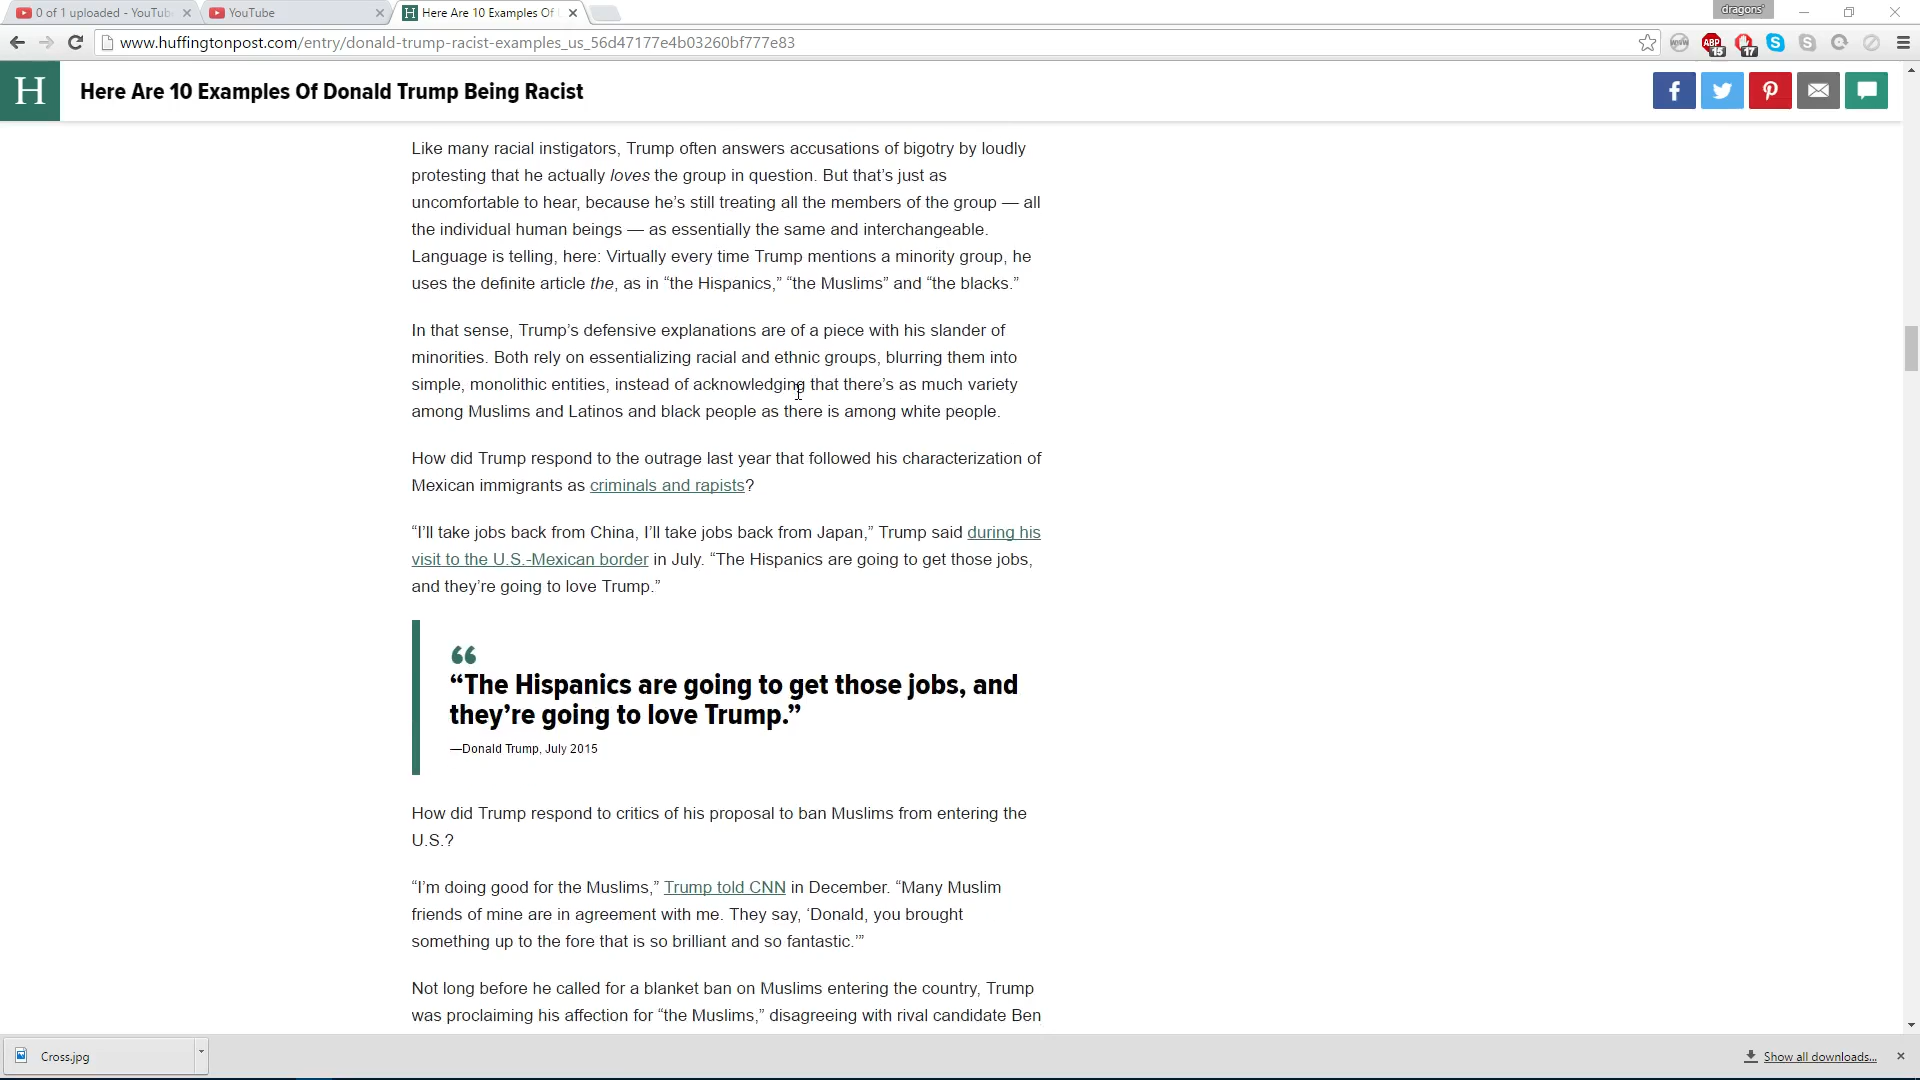 0 of 1 uploaded - YouTub
YouTube
Here Are 10 Examples Of
dragons'
www.huffingtonpost.com/entry/donald-trump-racist-examples_us_56d47177e4b03260bf777e83
ABP
15
17
H
Here Are 10 Examples Of Donald Trump Being Racist
Like many racial instigators, Trump often answers accusations of bigotry by loudly
protesting that he actually loves the group in question. But that’s just as
uncomfortable to hear, because he’s still treating all the members of the group — all
the individual human beings — as essentially the same and interchangeable.
Language is telling, here: Virtually every time Trump mentions a minority group, he
uses the definite article the, as in “the Hispanics,” “the Muslims” and “the blacks.”
In that sense, Trump’s defensive explanations are of a piece with his slander of
minorities. Both rely on essentializing racial and ethnic groups, blurring them into
simple, monolithic entities, instead of acknowledging that there’s as much variety
among Muslims and Latinos and black people as there is among white people.
How did Trump respond to the outrage last year that followed his characterization of
Mexican immigrants as criminals and rapists?
“I’ll take jobs back from China, I’ll take jobs back from Japan,” Trump said during his
visit to the U.S.-Mexican border in July. “The Hispanics are going to get those jobs,
and they’re going to love Trump.”
“
“The Hispanics are going to get those jobs, and
they’re going to love Trump.”
—Donald Trump, July 2015
How did Trump respond to critics of his proposal to ban Muslims from entering the
U.S.?
“I’m doing good for the Muslims,” Trump told CNN in December. “Many Muslim
friends of mine are in agreement with me. They say, ‘Donald, you brought
something up to the fore that is so brilliant and so fantastic.’”
Not long before he called for a blanket ban on Muslims entering the country, Trump
was proclaiming his affection for “the Muslims,” disagreeing with rival candidate Ben
Cross.jpg
Show all downloads...